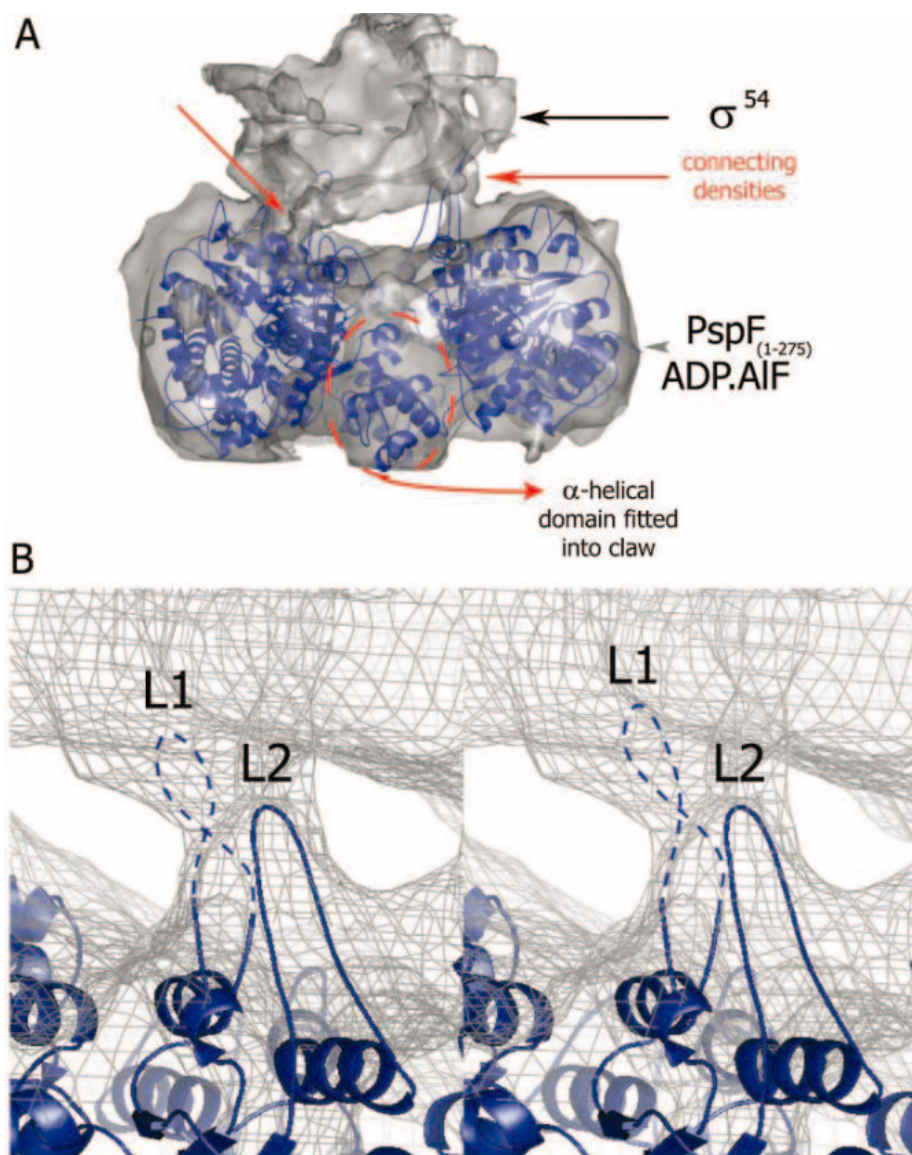 A
σ54
connecting
densities
PspF(1-275)
ADP.AlF
α-helical
domain fitted
into claw
B
L1
L2
L1
L2